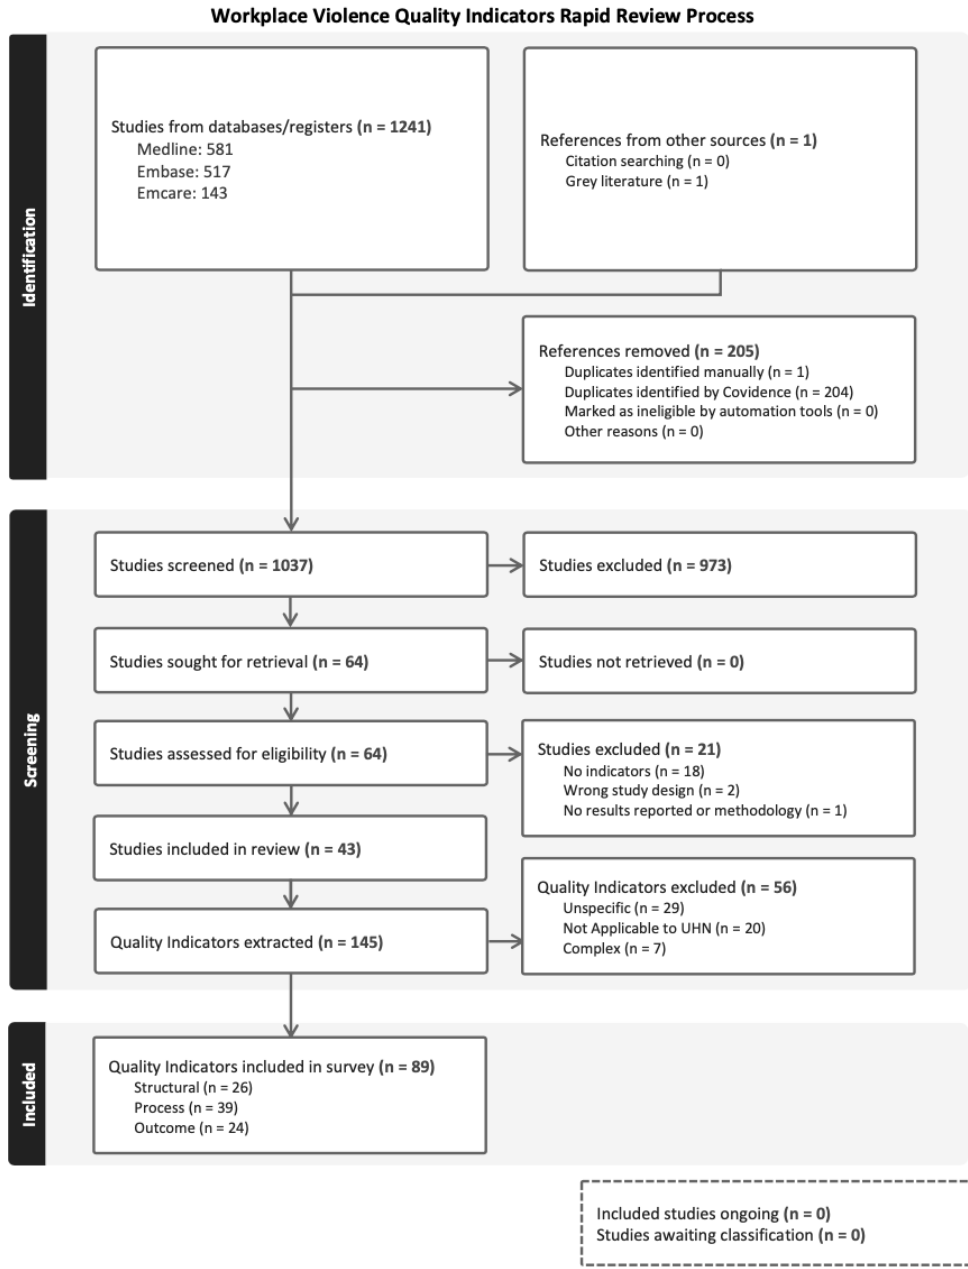 Workplace Violence Quality Indicators Rapid Review Process
Identification
Studies from databases/registers (n = 1241)
Medline: 581
Embase: 517
Emcare: 143
References from other sources (n = 1)
Citation searching (n = 0)
Grey literature (n = 1)
References removed (n = 205)
Duplicates identified manually (n = 1)
Duplicates identified by Covidence (n = 204)
Marked as ineligible by automation tools (n = 0)
Other reasons (n = 0)
Screening
Studies screened (n = 1037)
Studies excluded (n = 973)
Studies sought for retrieval (n = 64)
Studies not retrieved (n = 0)
Studies assessed for eligibility (n = 64)
Studies excluded (n = 21)
No indicators (n = 18)
Wrong study design (n = 2)
No results reported or methodology (n = 1)
Studies included in review (n = 43)
Quality Indicators extracted (n = 145)
Quality Indicators excluded (n = 56)
Unspecific (n = 29)
Not Applicable to UHN (n = 20)
Complex (n = 7)
Included
Quality Indicators included in survey (n = 89)
Structural (n = 26)
Process (n = 39)
Outcome (n = 24)
Included studies ongoing (n = 0)
Studies awaiting classification (n = 0)